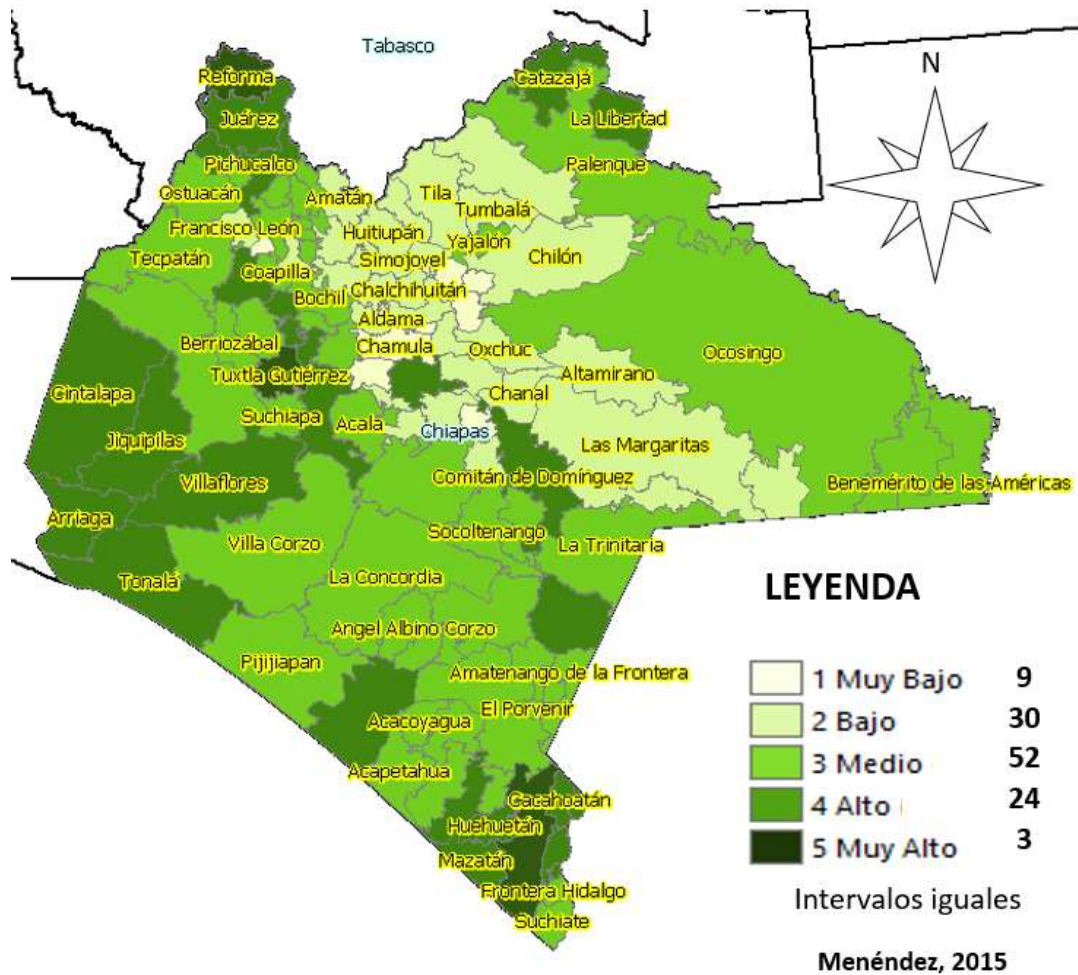 Tabasco
N
Reforma
Catazajá
Juárez
La Libertad
Pichucalco
Palenque
Ostuacán
Amatán
Tila
Tumbalá
Francisco León
Huitiupán
Yajalón
Tecpatán
Simojovel
Chilón
Coapilla
Bochil
Chalchihuitán
Aldama
Berriozábal
Chamula
Oxchuc
Ocosingo
Tuxtla Gutiérrez
Altamirano
Cintalapa
Chanal
Suchiapa
Acala
Chiapas
Jiquipilas
Las Margaritas
Villaflores
Comitán de Domínguez
Benemérito de las Américas
Arriaga
Socoltenango
Villa Corzo
La Trinitaria
La Concordia
Tonalá
Angel Albino Corzo
Pijijiapan
Amatenango de la Frontera
El Porvenir
Acacoyagua
Acapetahua
Cacahoatán
Huehuetán
Mazatán
Frontera Hidalgo
Suchiate
LEYENDA
1 Muy Bajo 9
2 Bajo 30
3 Medio 52
4 Alto 24
5 Muy Alto 3
Intervalos iguales
Menéndez, 2015